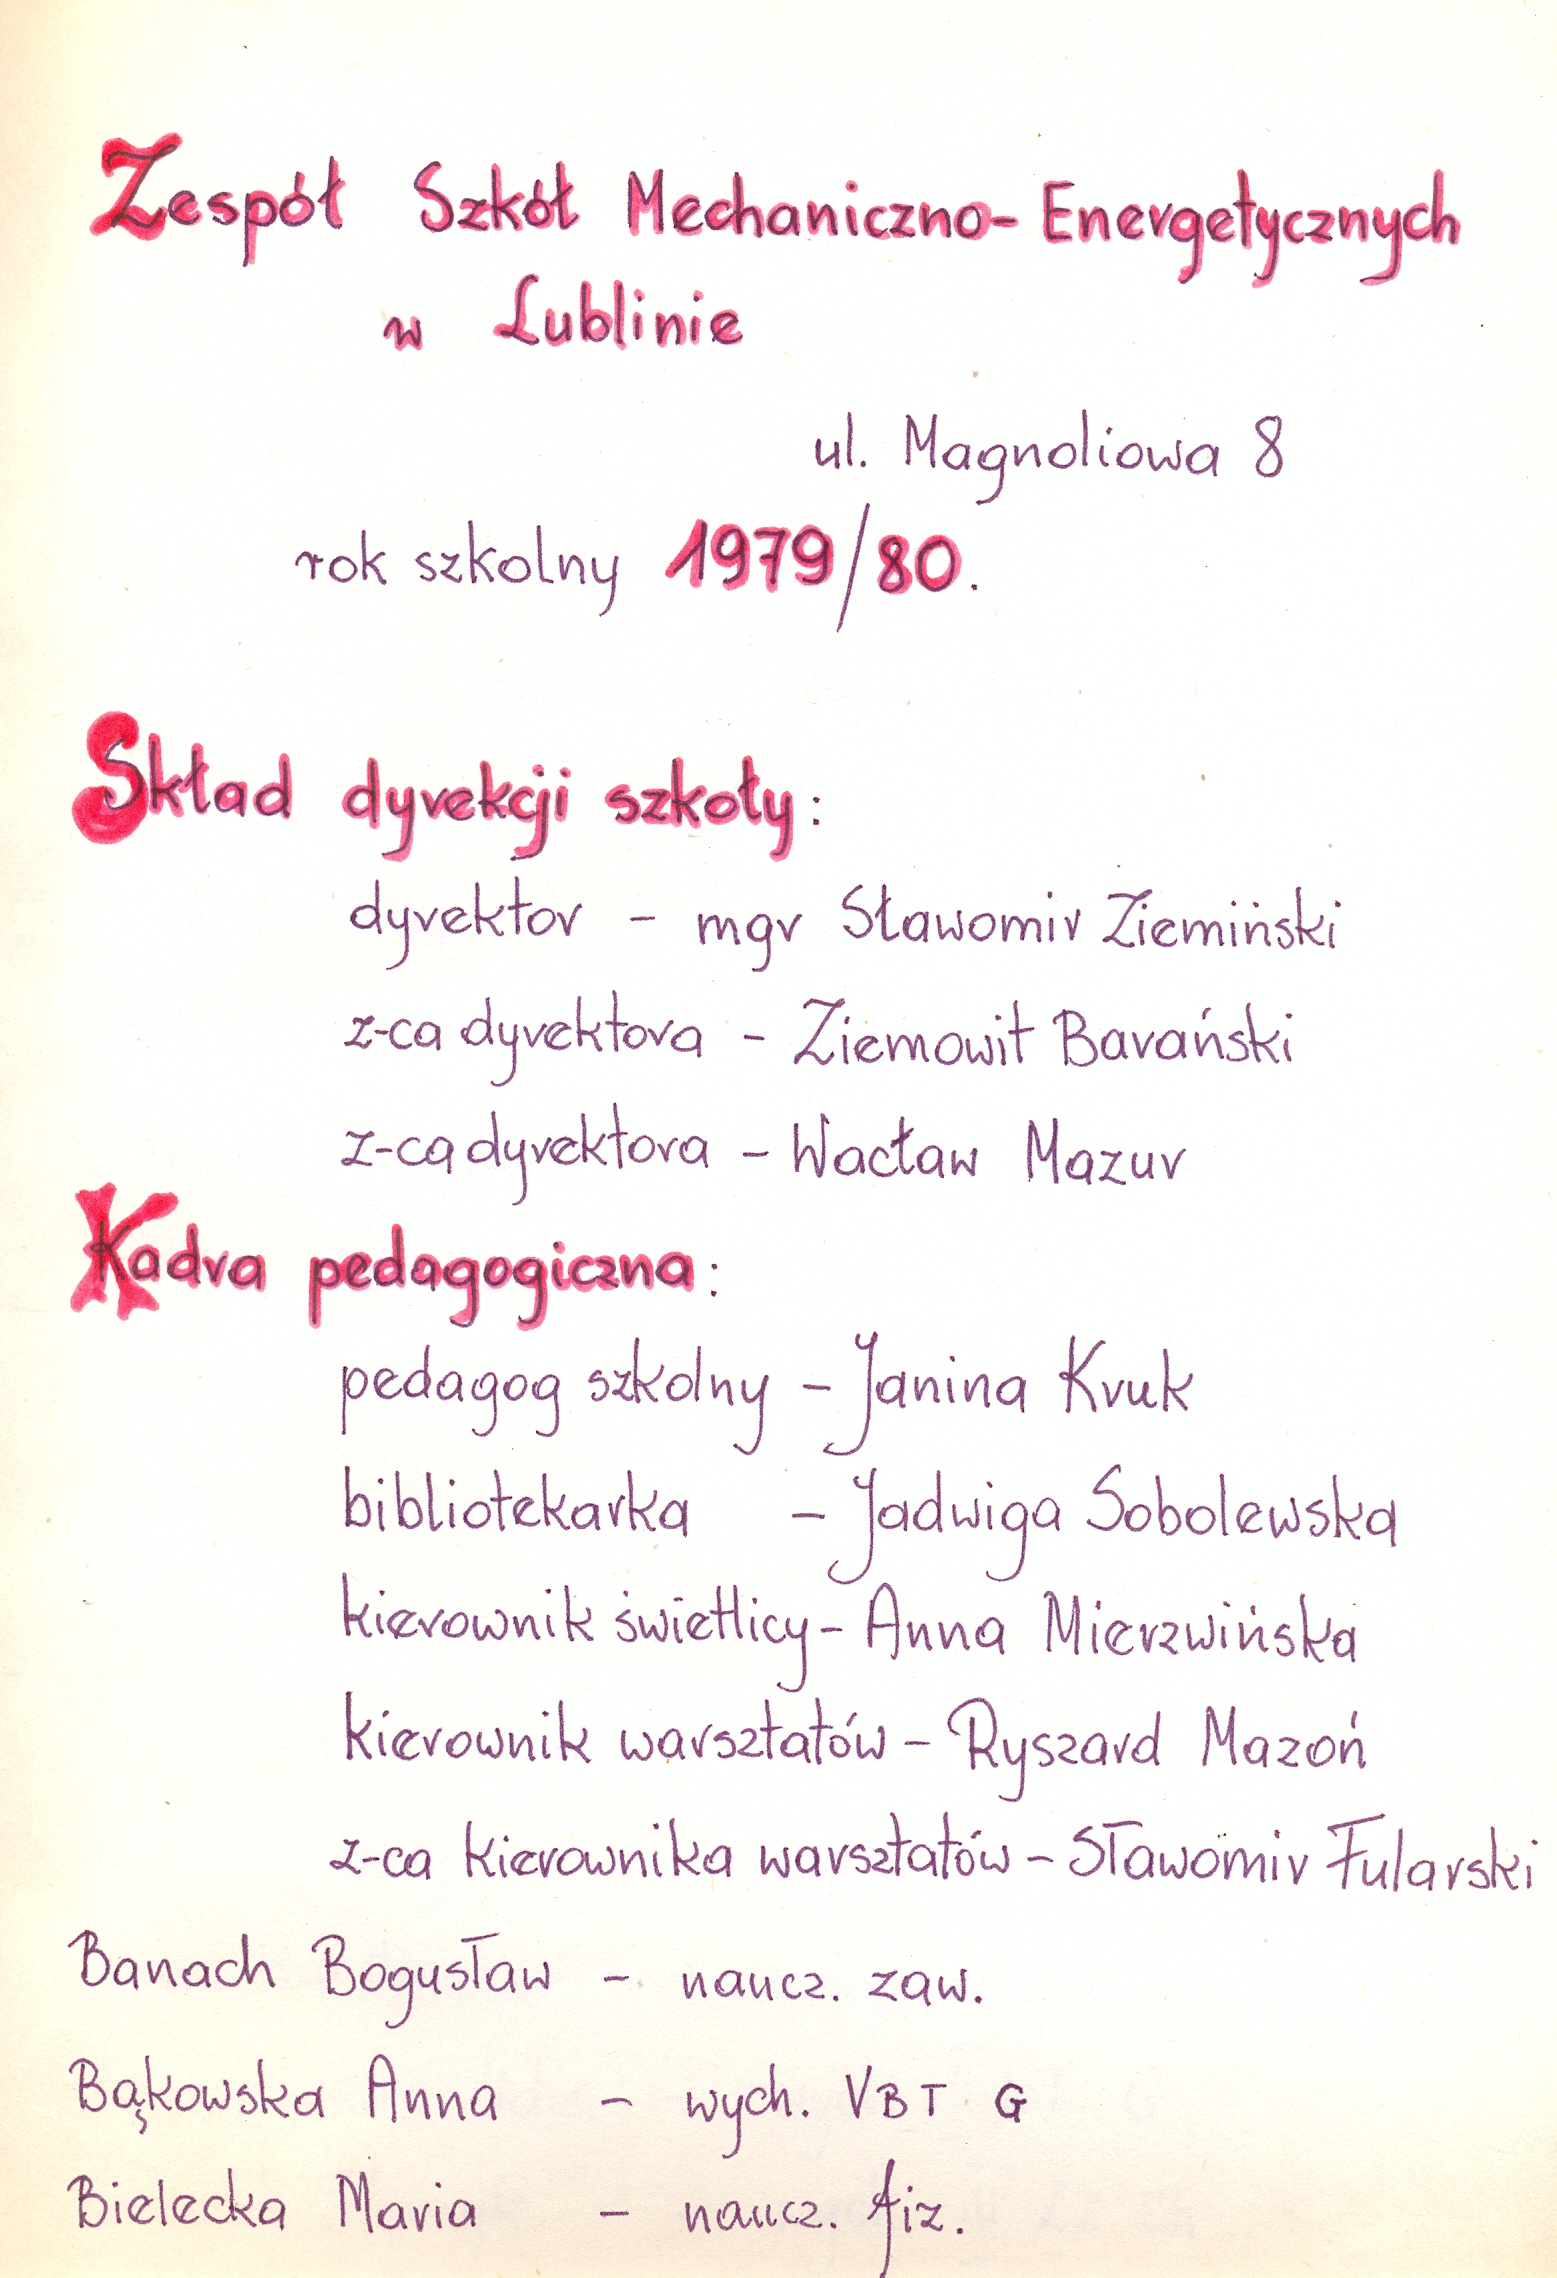 Zespół Szkół Mechaniczno-Energetycznych
w Lublinie
ul. Magnoliowa 8
rok szkolny 1979/80.
Skład dyrekcji szkoły:
dyrektor - mgr Sławomir Ziemiński
z-ca dyrektora - Ziemowit Barański
z-ca dyrektora - Wacław Mazur
Kadra pedagogiczna:
pedagog szkolny - Janina Kruk
bibliotekarka - Jadwiga Sobolewska
kierownik świetlicy - Anna Mierzwińska
kierownik warsztatów - Ryszard Mazoń
z-ca kierownika warsztatów - Sławomir Fularski
Banach Bogusław - naucz. zaw.
Bąkowska Anna - wych. VBT G
Bielecka Maria - naucz. fiz.